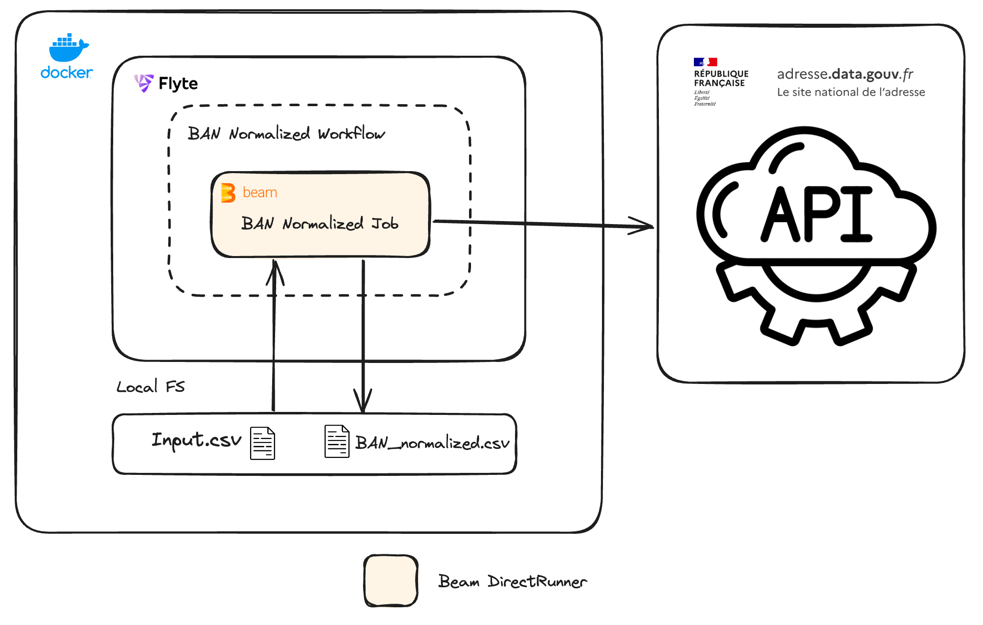 docker
Flyte
BAN Normalized Workflow
beam
BAN Normalized Job
Local FS
Input.csv
BAN_normalized.csv
Beam DirectRunner
RÉPUBLIQUE
FRANÇAISE
Liberté
Égalité
Fraternité
adresse.data.gouv.fr
Le site national de l'adresse
API